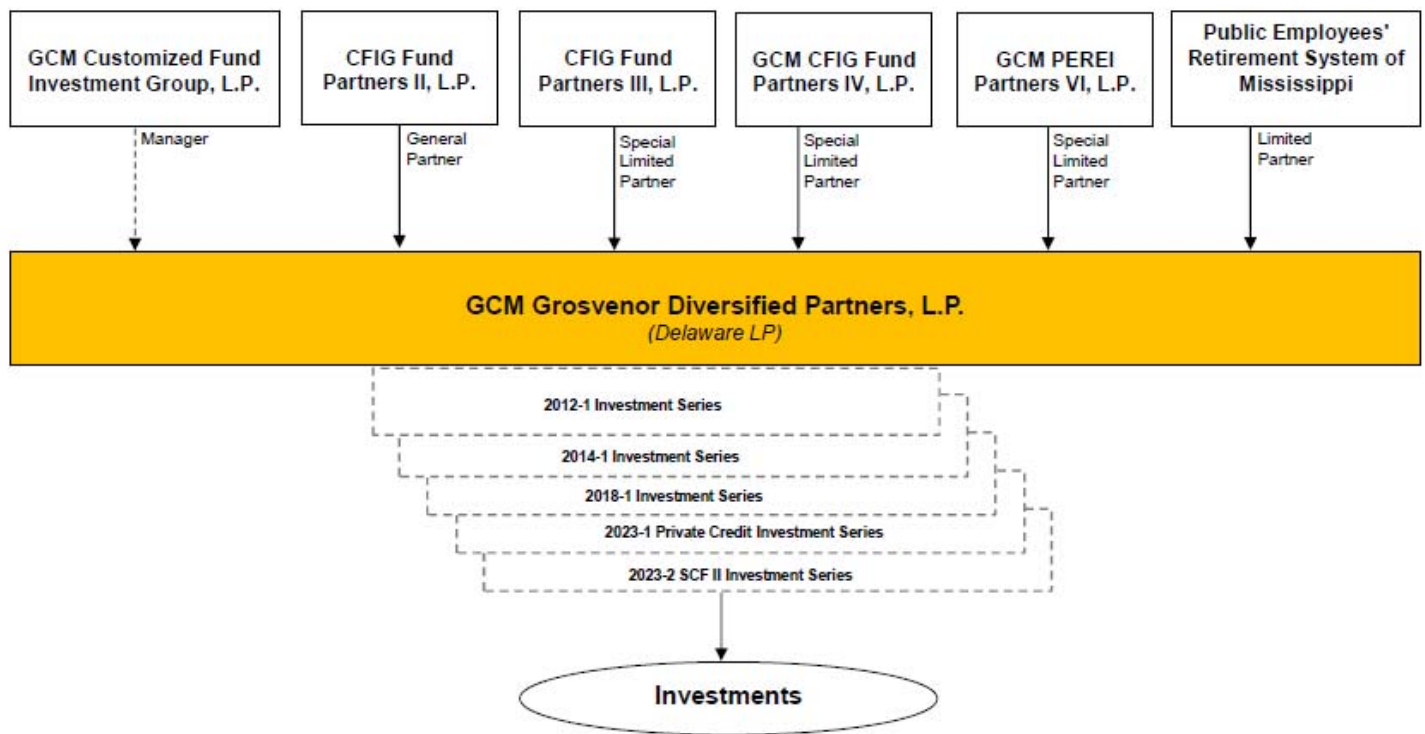 GCM Customized Fund
Investment Group, L.P.
CFIG Fund
Partners II, L.P.
CFIG Fund
Partners III, L.P.
GCM CFIG Fund
Partners IV, L.P.
GCM PEREI
Partners VI, L.P.
Public Employees'
Retirement System of
Mississippi
Manager
General
Partner
Special
Limited
Partner
Special
Limited
Partner
Special
Limited
Partner
Limited
Partner
GCM Grosvenor Diversified Partners, L.P.
(Delaware LP)
2012-1 Investment Series
2014-1 Investment Series
2018-1 Investment Series
2023-1 Private Credit Investment Series
2023-2 SCF II Investment Series
Investments